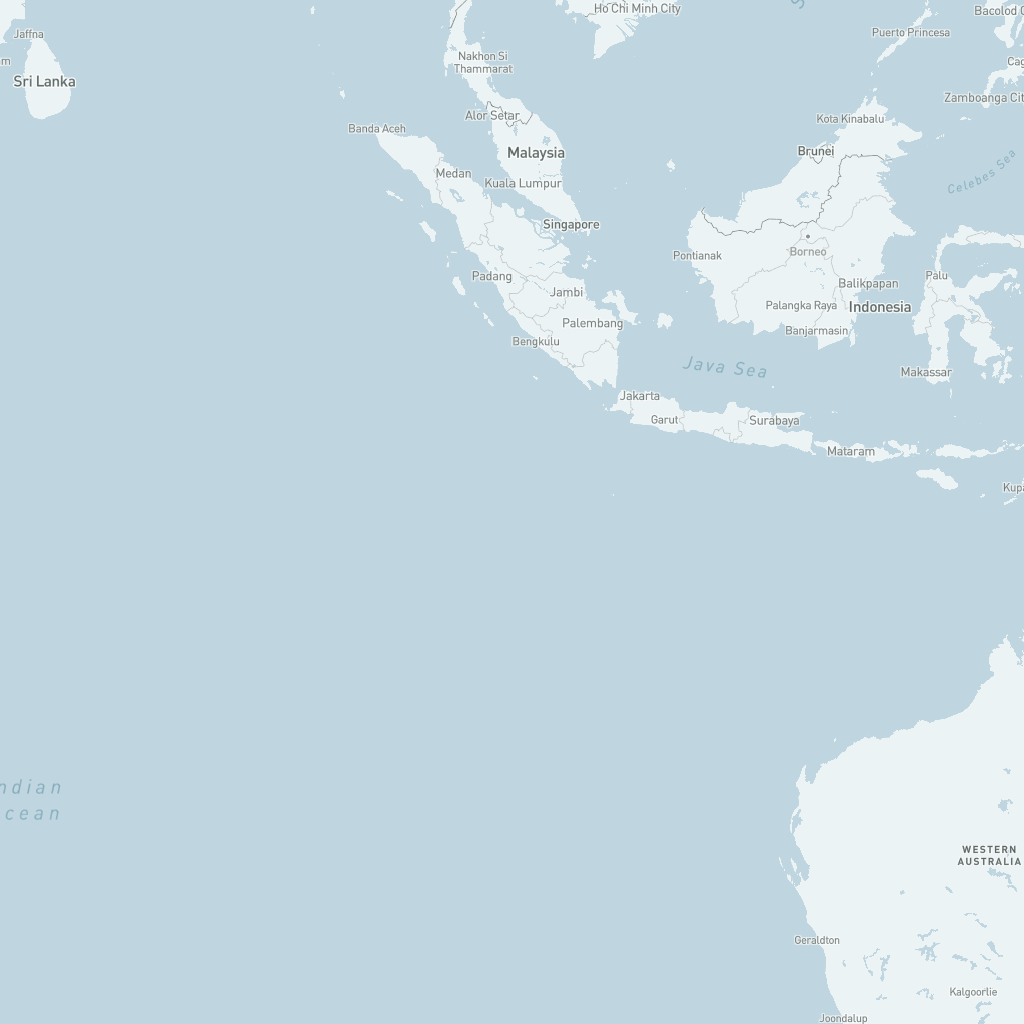 Ho Chi Minh City
Bacolod C
Jaffna
Puerto Princesa
Nakhon Si
Thammarat
am
Cag
Sri Lanka
Zamboanga Cit
Alor Setar
Kota Kinabalu
Banda Aceh
Malaysia
Brunei
Celebes Sea
Medan
Kuala Lumpur
Singapore
Borneo
Pontianak
Padang
Palu
Balikpapan
Jambi
Palangka Raya
Indonesia
Palembang
Banjarmasin
Bengkulu
Java Sea
Makassar
Jakarta
Garut
Surabaya
Mataram
Kupa
ndian
cean
WESTERN
AUSTRALIA
Geraldton
Kalgoorlie
Joondalup